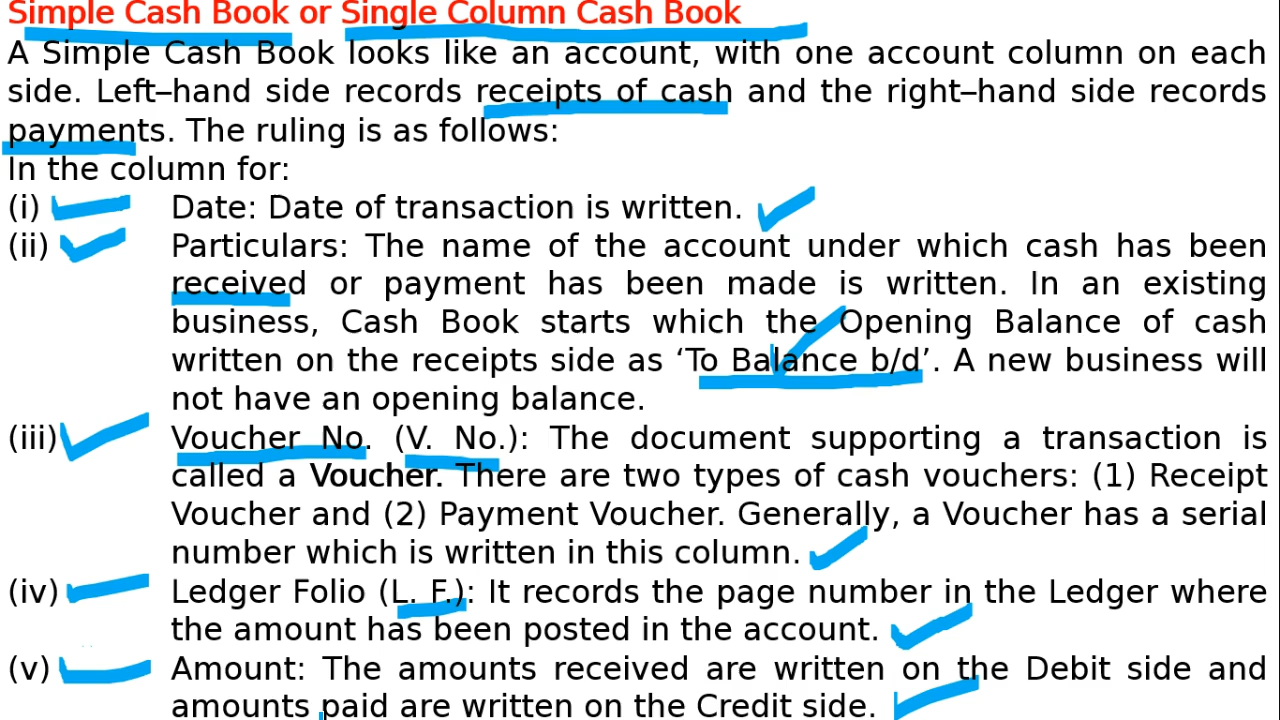 Simple Cash Book or Single Column Cash Book
A Simple Cash Book looks like an account, with one account column on each
side. Left–hand side records receipts of cash and the right–hand side records
payments. The ruling is as follows:
In the column for:
(i) Date: Date of transaction is written.
(ii) Particulars: The name of the account under which cash has been
received or payment has been made is written. In an existing
business, Cash Book starts which the Opening Balance of cash
written on the receipts side as ‘To Balance b/d’. A new business will
not have an opening balance.
(iii) Voucher No. (V. No.): The document supporting a transaction is
called a Voucher. There are two types of cash vouchers: (1) Receipt
Voucher and (2) Payment Voucher. Generally, a Voucher has a serial
number which is written in this column.
(iv) Ledger Folio (L. F.): It records the page number in the Ledger where
the amount has been posted in the account.
(v) Amount: The amounts received are written on the Debit side and
amounts paid are written on the Credit side.